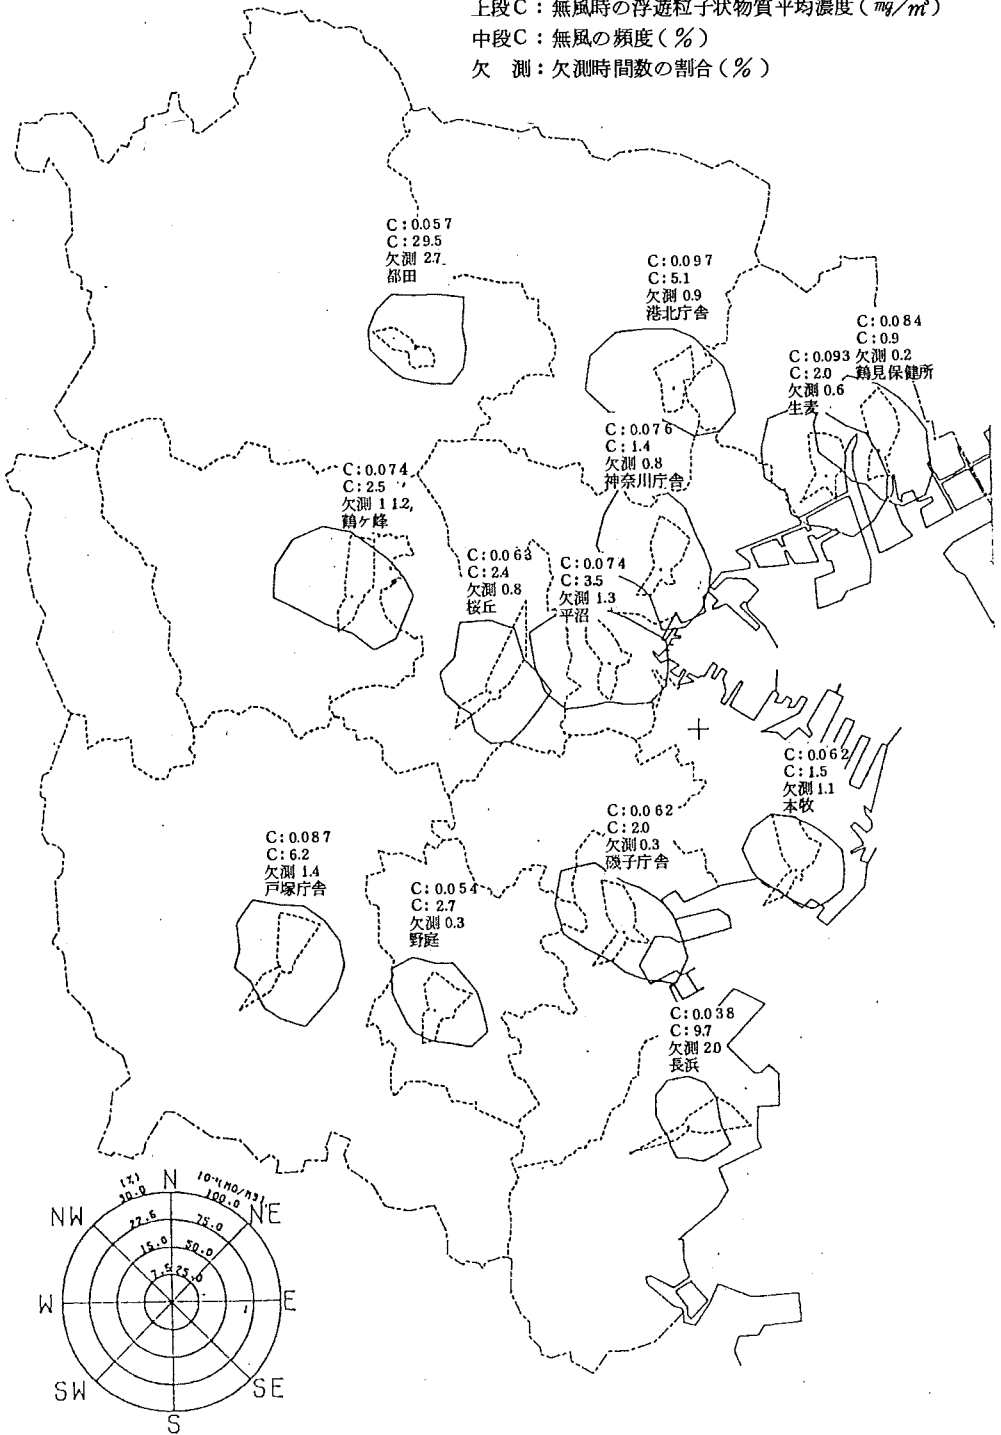 上段C：無風時の浮遊粒子状物質平均濃度（mg/㎥）
中段C：無風の頻度（％）
欠　測：欠測時間数の割合（％）
C:0.057
C:29.5
欠測 2.7
都田
C:0.097
C:5.1
欠測 0.9
港北庁舎
C:0.084
C:0.9
欠測 0.2
鶴見保健所
C:0.093
C:2.0
欠測 0.6
生麦
C:0.076
C:1.4
欠測 0.8
神奈川庁舎
C:0.074
C:2.5
欠測 11.2
鶴ケ峰
C:0.063
C:2.4
欠測 0.8
桜丘
C:0.074
C:3.5
欠測 1.3
平沼
C:0.062
C:1.5
欠測 1.1
本牧
C:0.062
C:2.0
欠測 0.3
磯子庁舎
C:0.087
C:6.2
欠測 1.4
戸塚庁舎
C:0.054
C:2.7
欠測 0.3
野庭
C:0.038
C:9.7
欠測 2.0
長浜
N
NE
E
SE
S
SW
W
NW
(%)
30.0
100.0
75.0
15.0
50.0
7.5
25.0